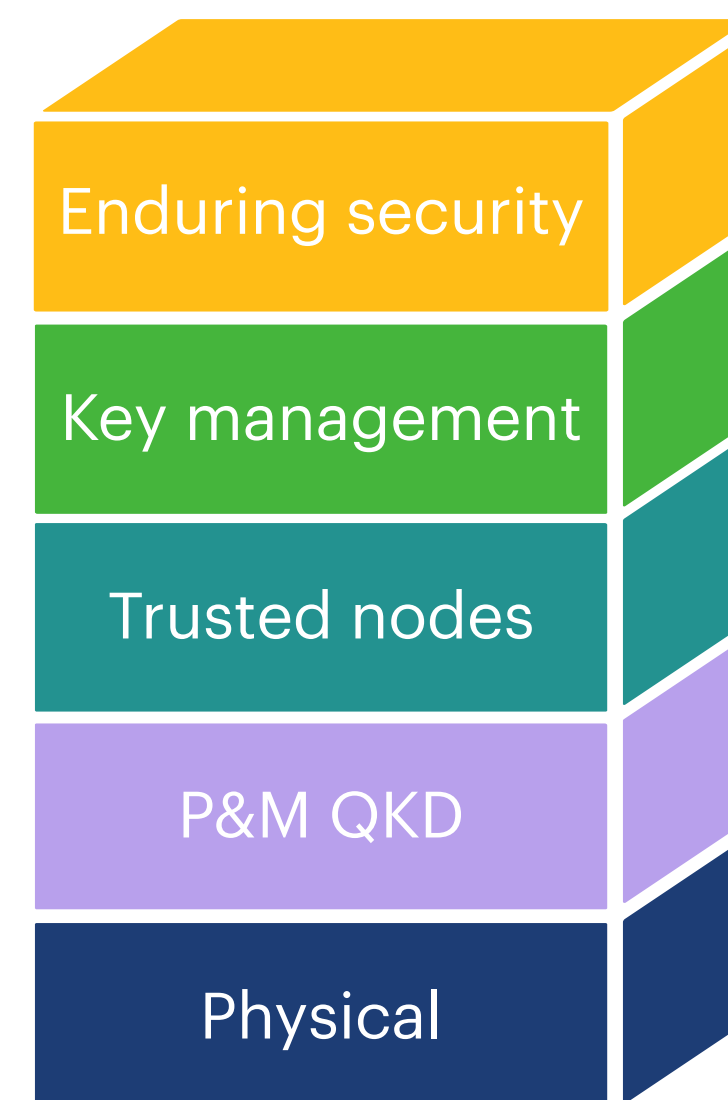 Enduring security
Key management
Trusted nodes
P&M QKD
Physical